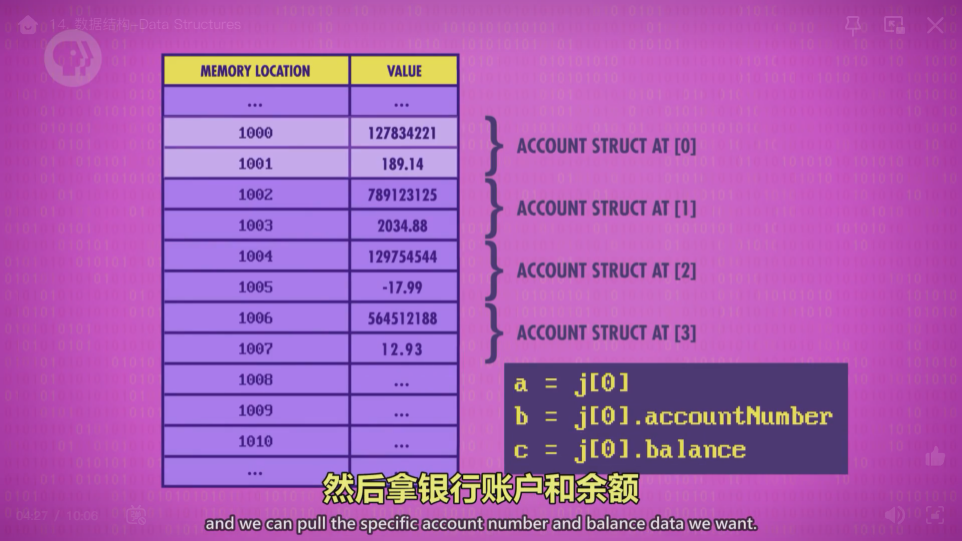 14. 数据结构-Data Structures
MEMORY LOCATION VALUE
... ...
1000 127834221
1001 189.14
1002 789123125
1003 2034.88
1004 129754544
1005 -17.99
1006 564512188
1007 12.93
1008 ...
1009 ...
1010 ...
...
ACCOUNT STRUCT AT [0]
ACCOUNT STRUCT AT [1]
ACCOUNT STRUCT AT [2]
ACCOUNT STRUCT AT [3]
a = j[0]
b = j[0].accountNumber
c = j[0].balance
然后拿银行账户和余额
and we can pull the specific account number and balance data we want.
04:27 / 10:06